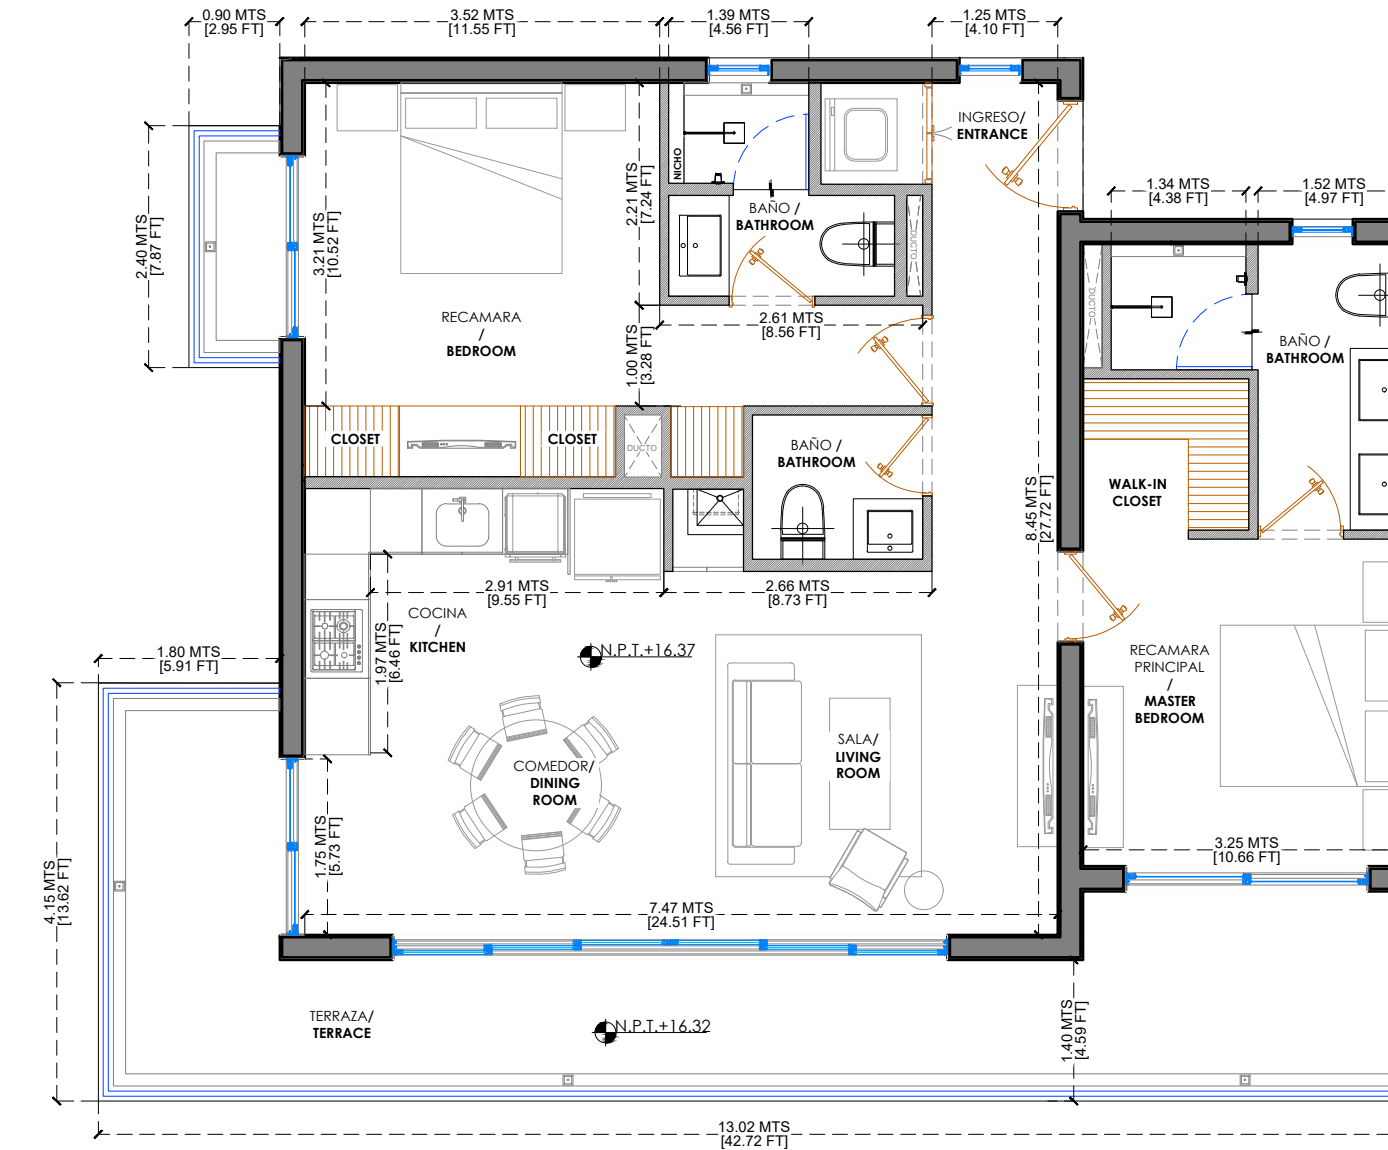 0.90 MTS
[2.95 FT]
3.52 MTS
[11.55 FT]
1.39 MTS
[4.56 FT]
1.25 MTS
[4.10 FT]
INGRESO/
ENTRANCE
NICHO
2.40 MTS
[7.87 FT]
3.21 MTS
[10.52 FT]
2.21 MTS
[7.24 FT]
BAÑO /
BATHROOM
DUCTO
1.34 MTS
[4.38 FT]
1.52 MTS
[4.97 FT]
RECAMARA
/
BEDROOM
2.61 MTS
[8.56 FT]
1.00 MTS
[3.28 FT]
DUCTO
BAÑO /
BATHROOM
CLOSET
CLOSET
DUCTO
BAÑO /
BATHROOM
8.45 MTS
[27.72 FT]
WALK-IN
CLOSET
2.91 MTS
[9.55 FT]
2.66 MTS
[8.73 FT]
COCINA
/
KITCHEN
1.97 MTS
[6.46 FT]
N.P.T.+16.37
1.80 MTS
[5.91 FT]
RECAMARA
PRINCIPAL
/
MASTER
BEDROOM
SALA/
LIVING
ROOM
COMEDOR/
DINING
ROOM
1.75 MTS
[5.73 FT]
3.25 MTS
[10.66 FT]
4.15 MTS
[13.62 FT]
7.47 MTS
[24.51 FT]
TERRAZA/
TERRACE
N.P.T.+16.32
1.40 MTS
[4.59 FT]
13.02 MTS
[42.72 FT]